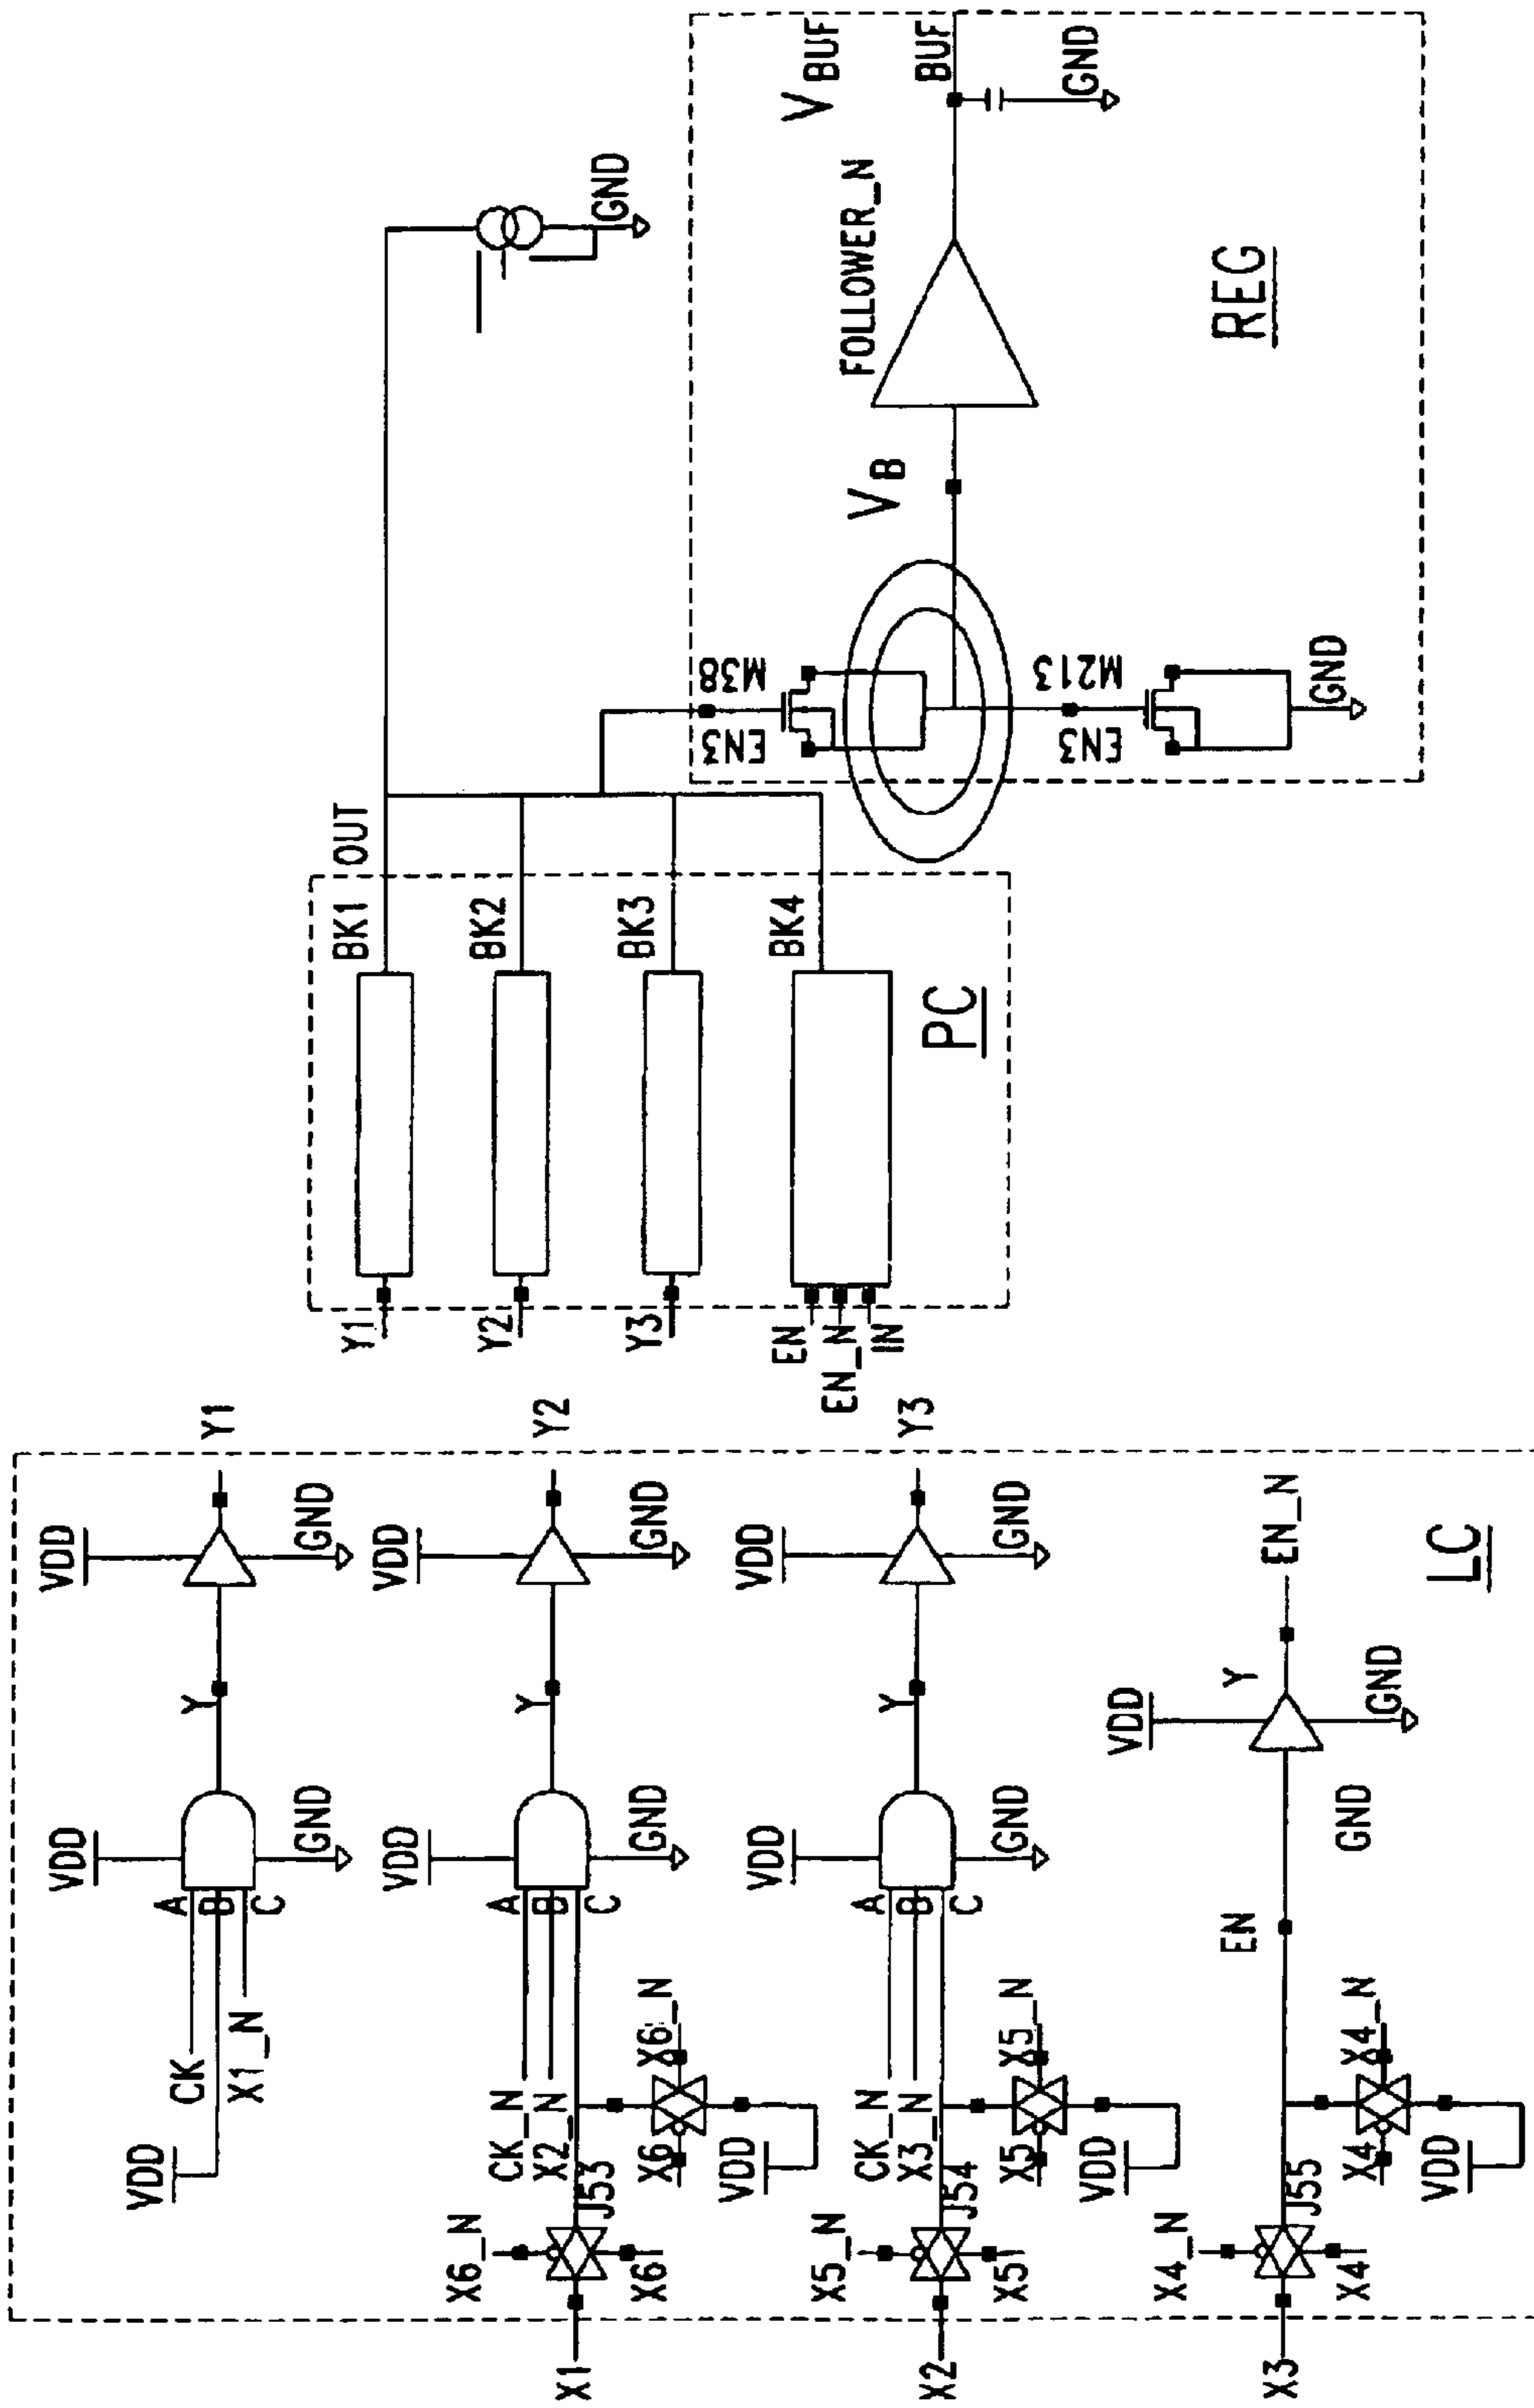 VDD
VDD
CK
VDD
X1_N
A
B
C
GND
Y
GND
Y1
VDD
VDD
X6_N
CK_N
X2_N
A
B
C
GND
Y
GND
Y2
X1
X6
J53
X6
X6_N
VDD
VDD
VDD
X5_N
CK_N
X3_N
A
B
C
GND
Y
GND
Y3
X2
X5
J54
X5
X5_N
VDD
VDD
X4_N
EN
Y
EN_N
X3
X4
J55
X4
X4_N
VDD
GND
GND
LC
Y1
BK1
OUT
Y2
BK2
Y3
BK3
EN
EN_N
IN
BK4
PC
GND
EN3
M38
VB
FOLLOWER_N
VBUF
BUF
GND
EN3
M213
GND
REG